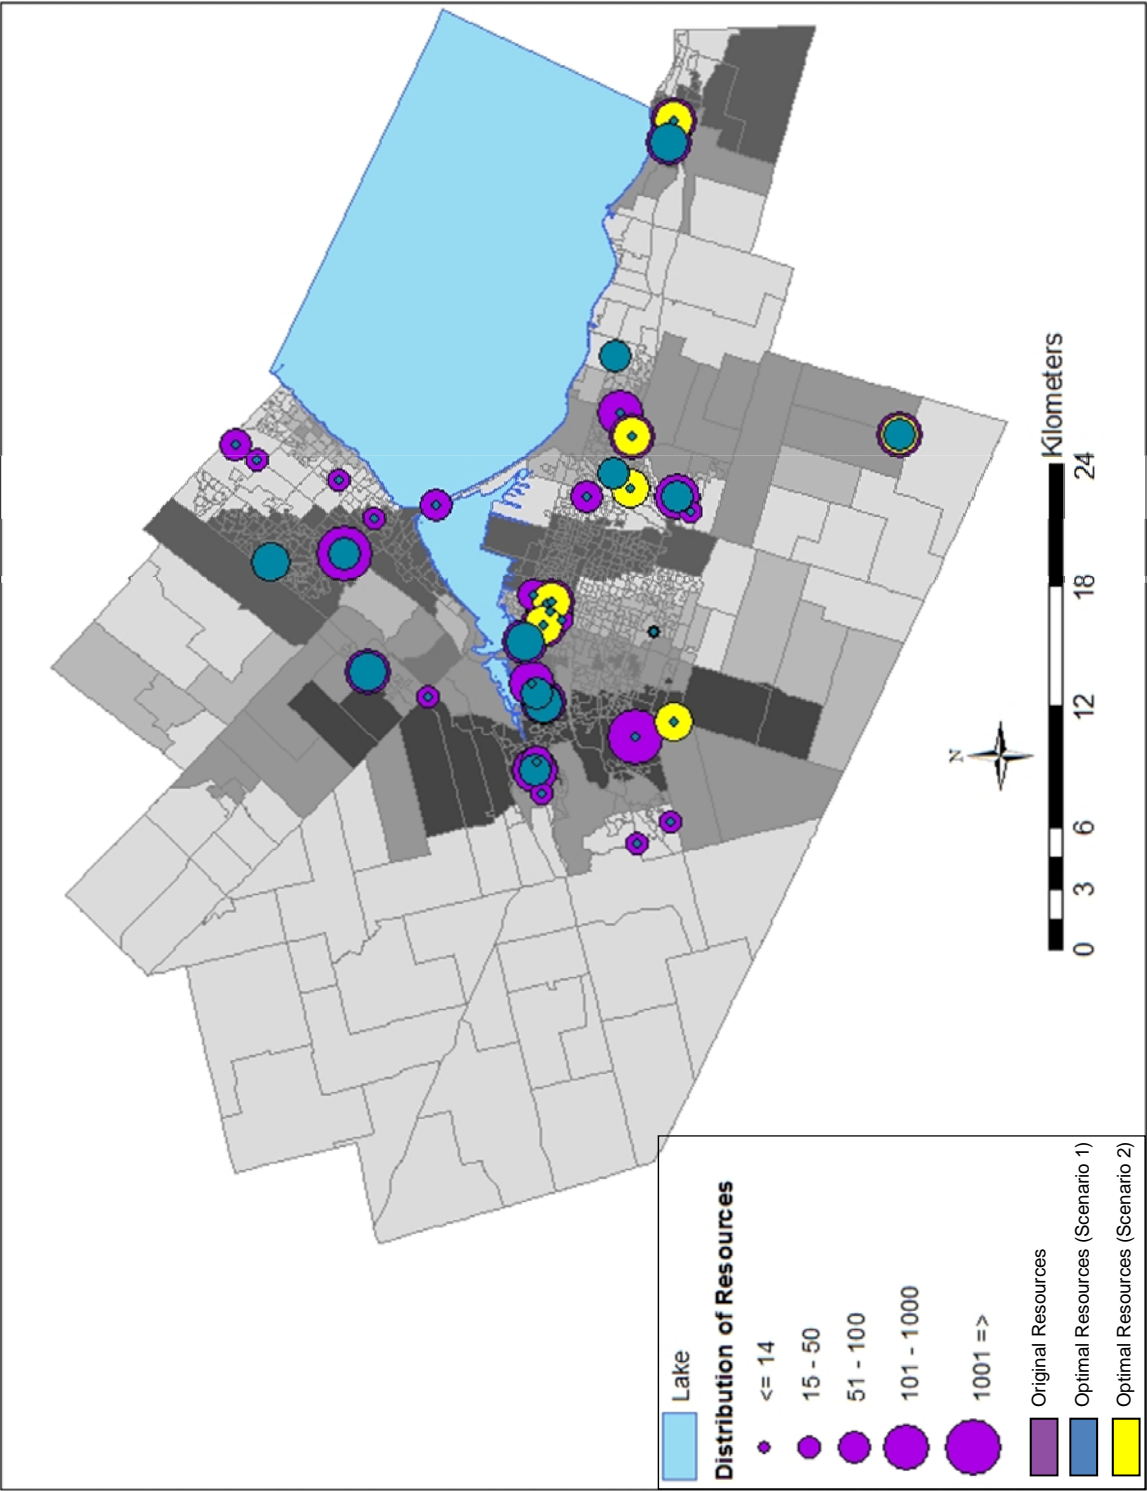 N
Kilometers
0 3 6 12 18 24
Lake
Distribution of Resources
<= 14
15 - 50
51 - 100
101 - 1000
1001 =>
Original Resources
Optimal Resources (Scenario 1)
Optimal Resources (Scenario 2)